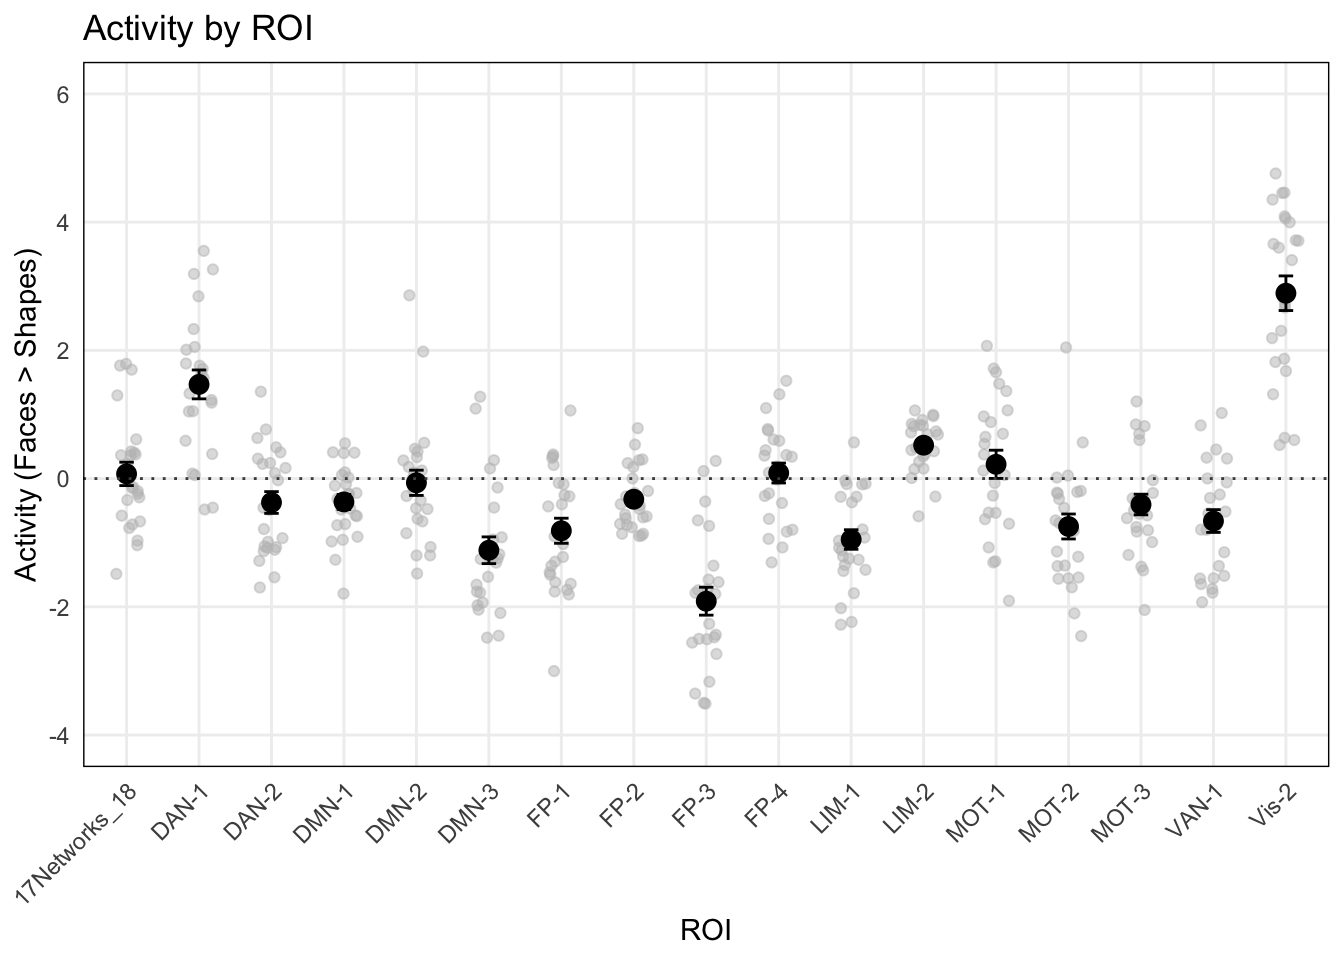 Activity by ROI
Activity (Faces > Shapes)
6
4
2
0
-2
-4
17Networks_18
DAN-1
DAN-2
DMN-1
DMN-2
DMN-3
FP-1
FP-2
FP-3
FP-4
LIM-1
LIM-2
MOT-1
MOT-2
MOT-3
VAN-1
Vis-2
ROI